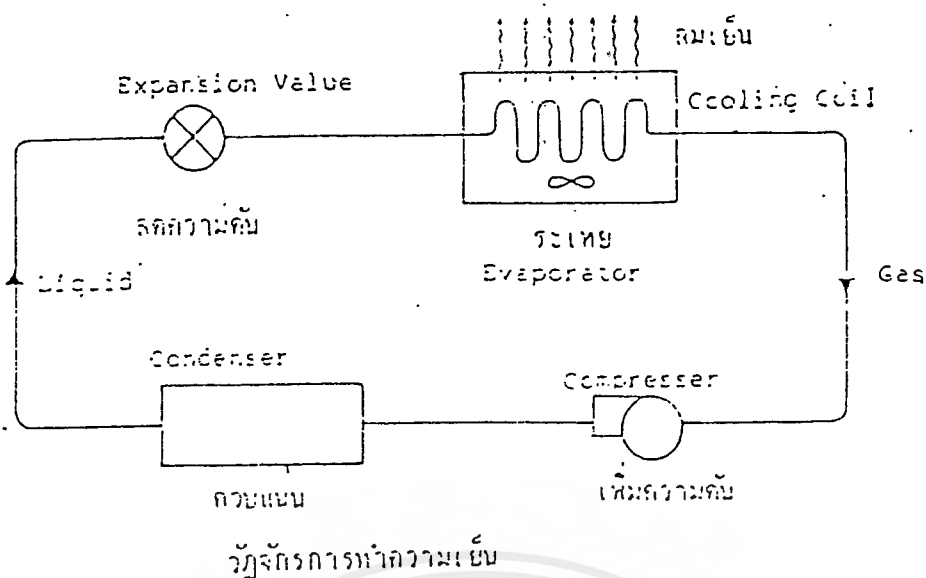 ลมเย็น
Expansion Value
Cooling Coil
ลดความดัน
ระเหย
Evaporator
Liquid
Gas
Condenser
Compresser
ควบแน่น
เพิ่มความดัน
วัฏจักรการทำความเย็น